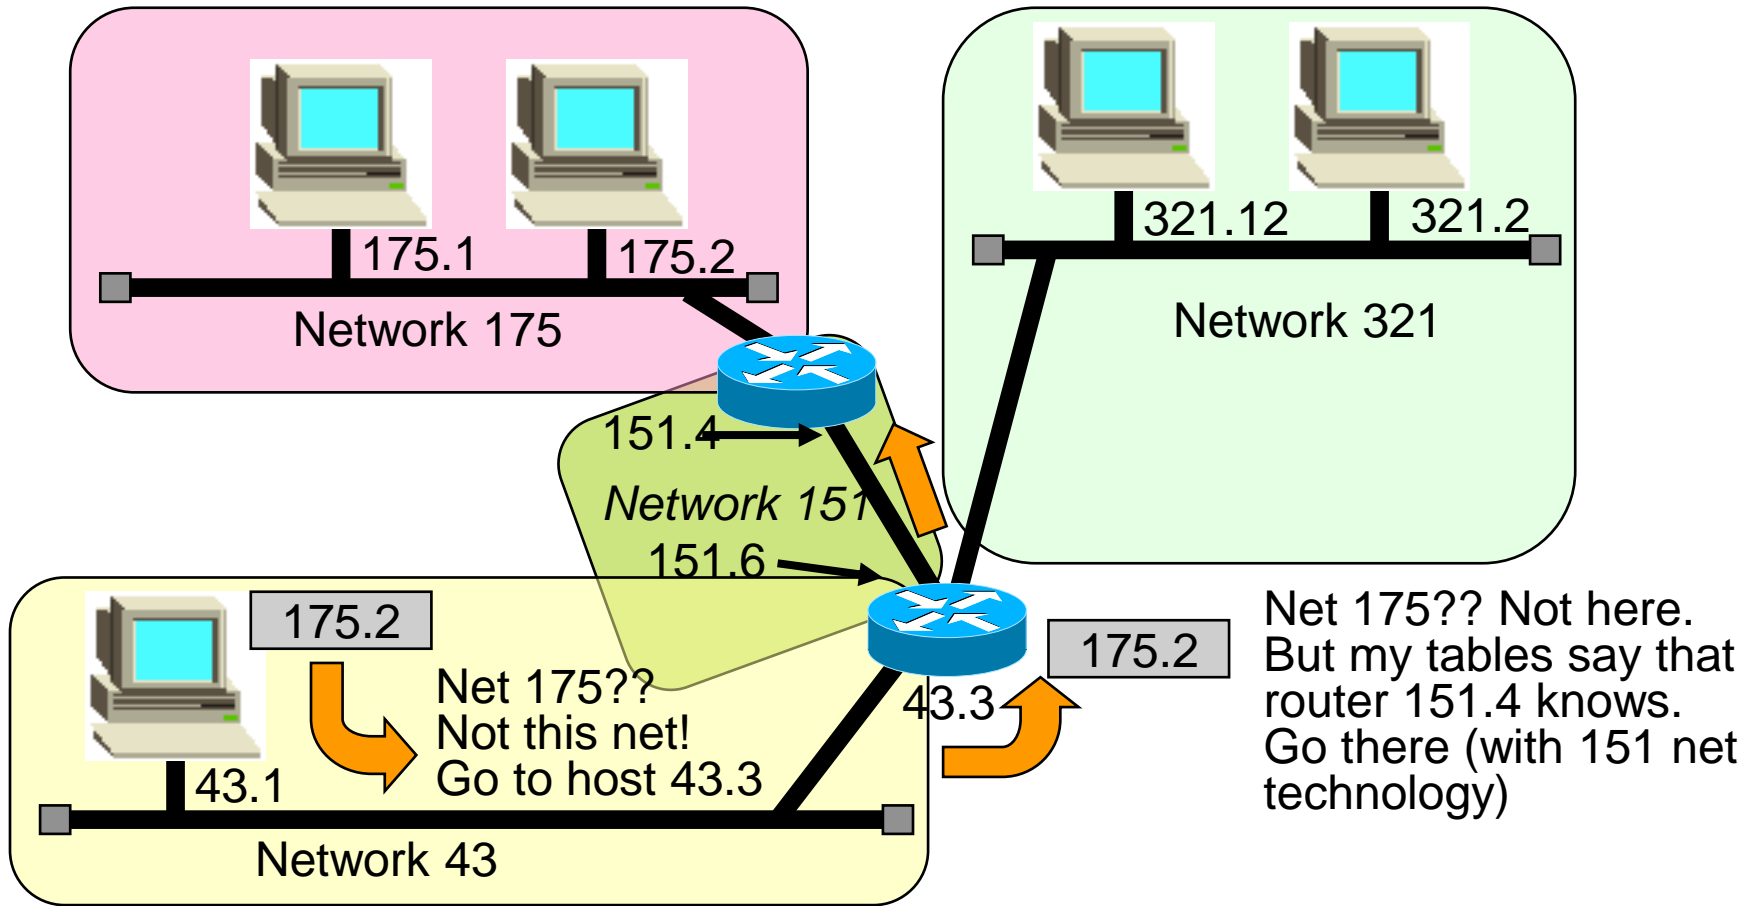 175.1
175.2
Network 175
321.12
321.2
Network 321
151.4
Network 151
151.6
175.2
Net 175??
Not this net!
Go to host 43.3
43.1
Network 43
43.3
175.2
Net 175?? Not here.
But my tables say that
router 151.4 knows.
Go there (with 151 net
technology)